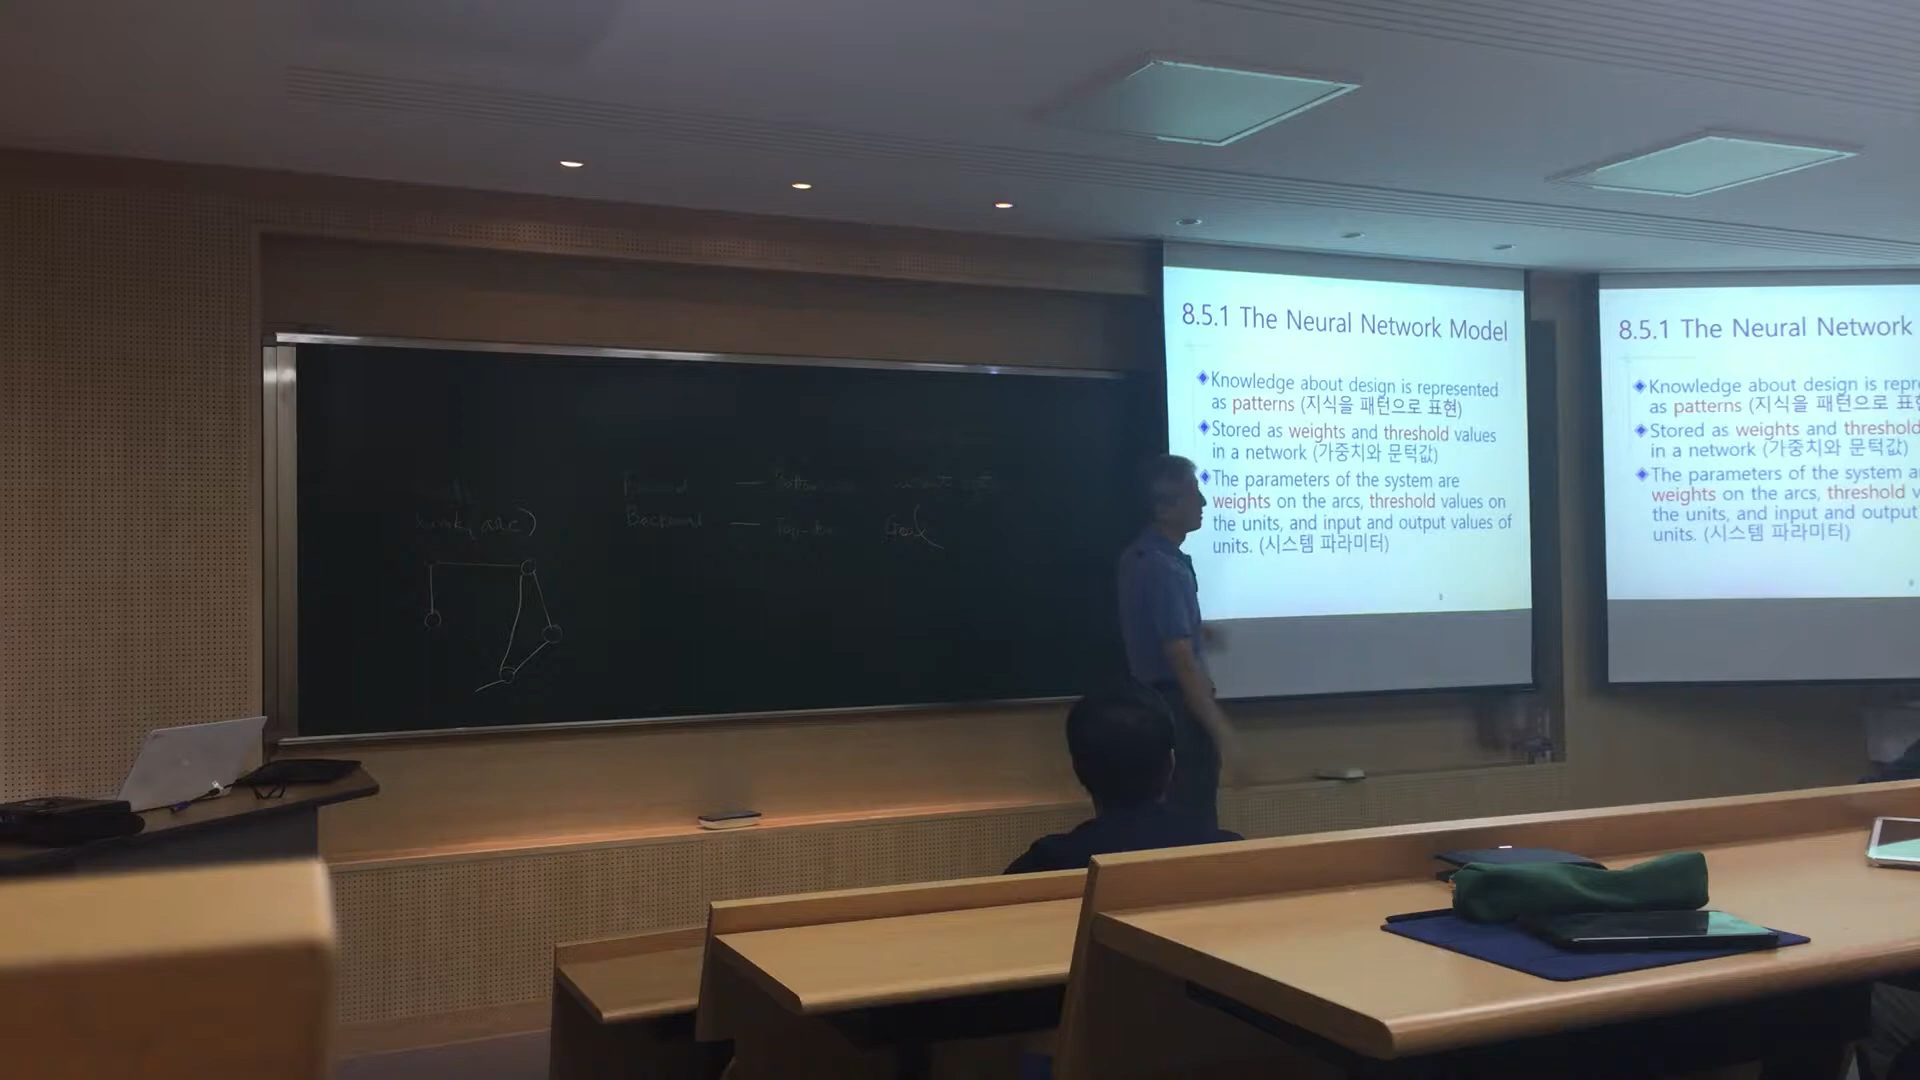 (arc)
Backward — Top-down Goal
8.5.1 The Neural Network Model
Knowledge about design is represented
as patterns (지식을 패턴으로 표현)
Stored as weights and threshold values
in a network (가중치와 문턱값)
The parameters of the system are
weights on the arcs, threshold values on
the units, and input and output values of
units. (시스템 파라미터)
8.5.1 The Neural Network
Knowledge about design is repre
as patterns (지식을 패턴으로 표현
Stored as weights and threshold
in a network (가중치와 문턱값)
The parameters of the system a
weights on the arcs, threshold v
the units, and input and output
units. (시스템 파라미터)